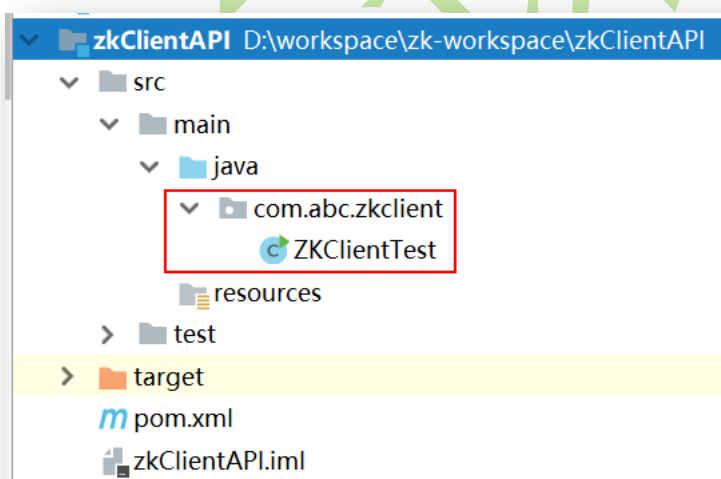 zkClientAPI D:\workspace\zk-workspace\zkClientAPI
src
main
java
com.abc.zkclient
ZKClientTest
resources
test
target
pom.xml
zkClientAPI.iml